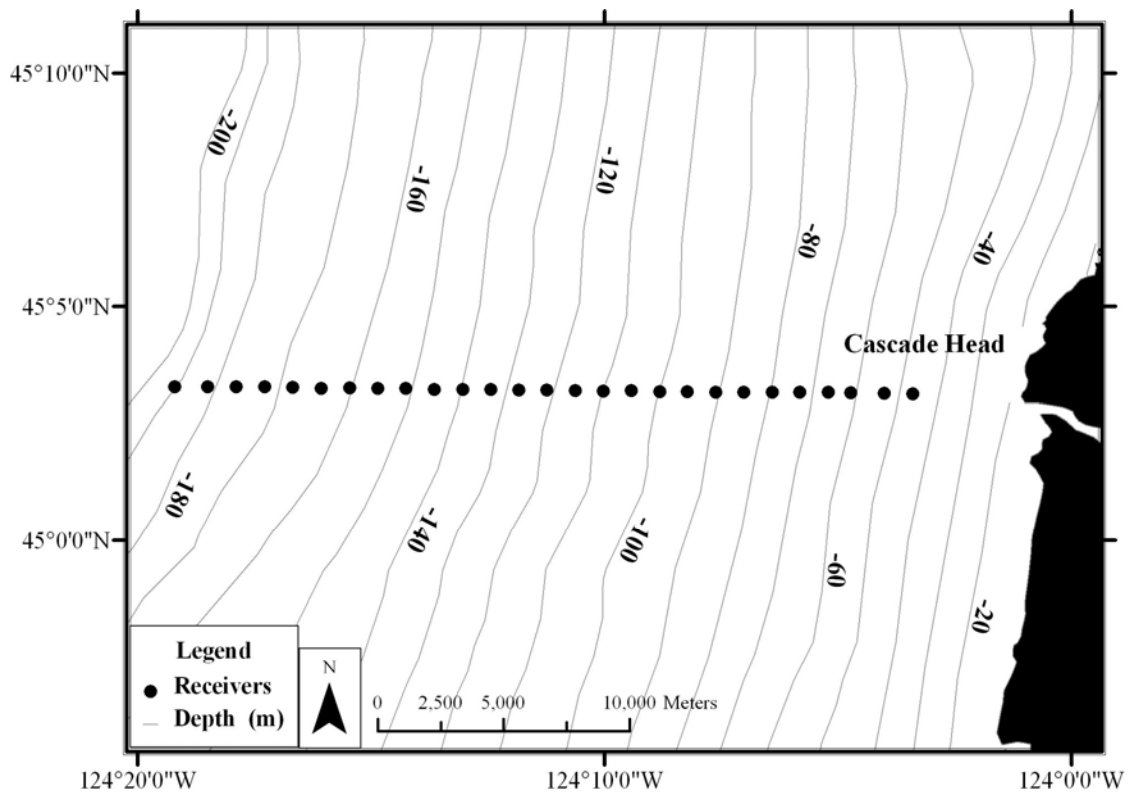 45°10'0"N
-200
-160
-120
-80
-40
45°5'0"N
Cascade Head
-180
-140
-100
45°0'0"N
-60
-20
Legend
Receivers
Depth (m)
N
0 2,500 5,000 10,000 Meters
124°20'0"W 124°10'0"W 124°0'0"W